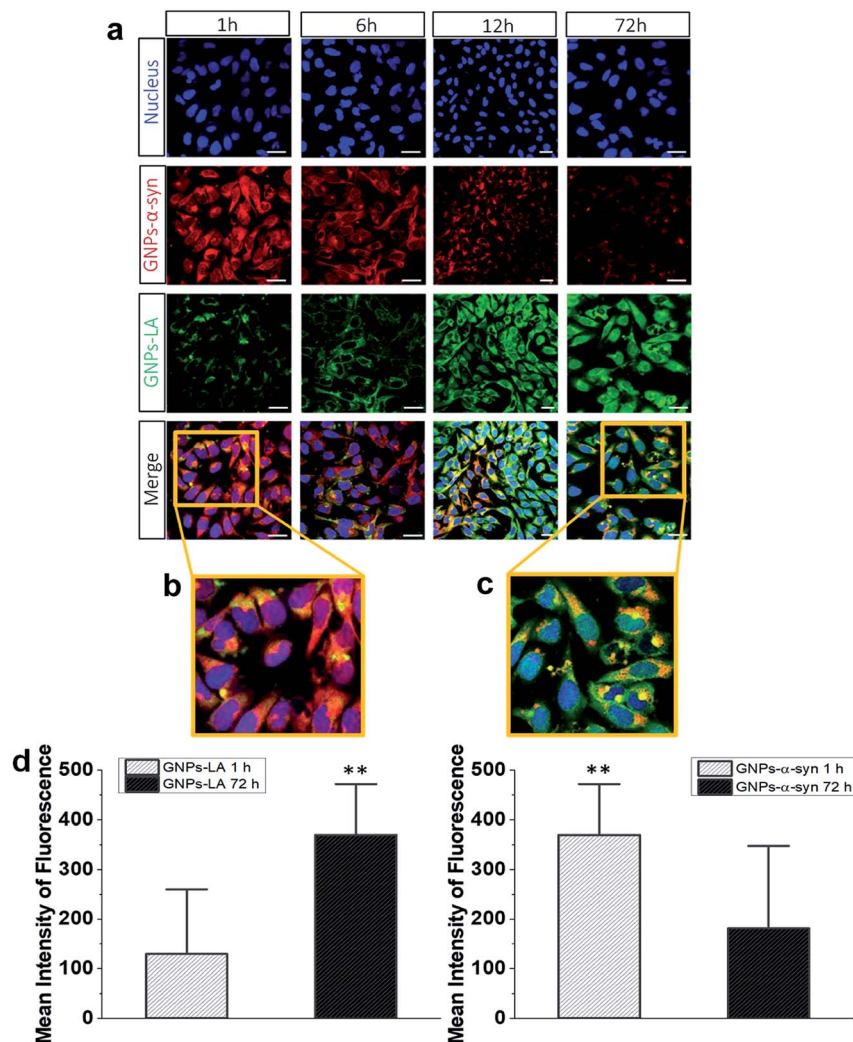 a
1h 6h 12h 72h
Nucleus
GNPs-α-syn
GNPs-LA
Merge
b
c
d
Mean Intensity of Fluorescence
500
400
300
200
100
0
GNPs-LA 1 h
GNPs-LA 72 h
**
Mean Intensity of Fluorescence
500
400
300
200
100
0
**
GNPs-α-syn 1 h
GNPs-α-syn 72 h